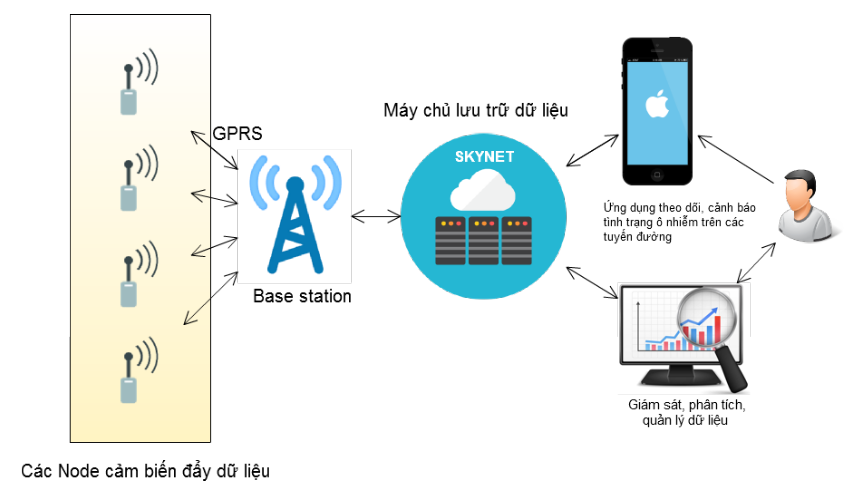 GPRS
Máy chủ lưu trữ dữ liệu
SKYNET
Ứng dụng theo dõi, cảnh báo
tình trạng ô nhiễm trên các
tuyến đường
Base station
Giám sát, phân tích,
quản lý dữ liệu
Các Node cảm biến đẩy dữ liệu